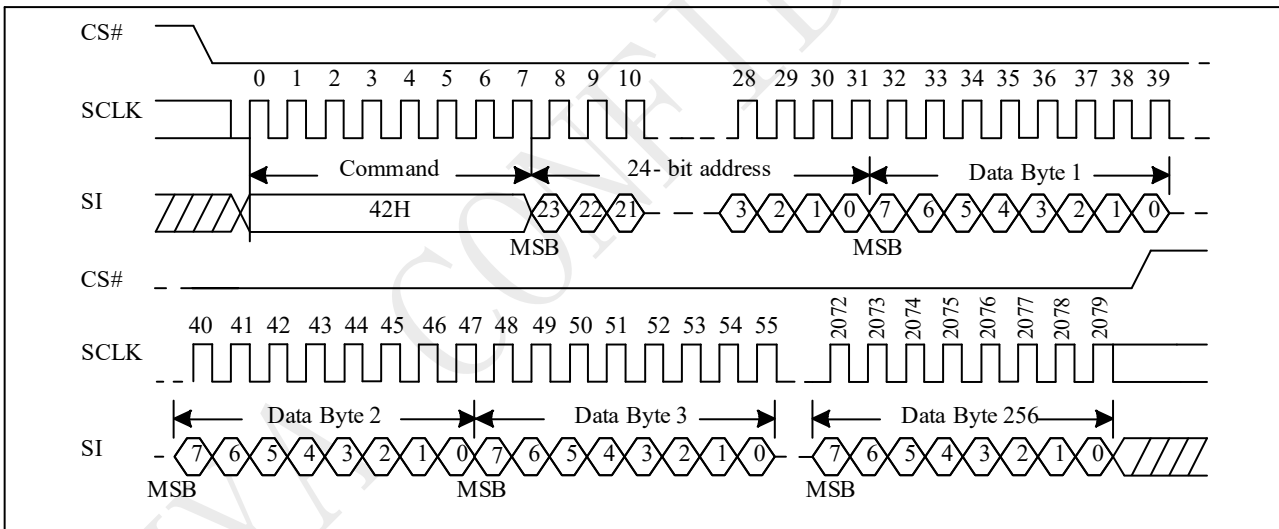 CS#
0 1 2 3 4 5 6 7 8 9 10 28 29 30 31 32 33 34 35 36 37 38 39
SCLK
Command 24- bit address Data Byte 1
SI 42H 23 22 21 3 2 1 0 7 6 5 4 3 2 1 0
MSB MSB
CS#
40 41 42 43 44 45 46 47 48 49 50 51 52 53 54 55 2072 2073 2074 2075 2076 2077 2078 2079
SCLK
Data Byte 2 Data Byte 3 Data Byte 256
SI 7 6 5 4 3 2 1 0 7 6 5 4 3 2 1 0 7 6 5 4 3 2 1 0
MSB MSB MSB